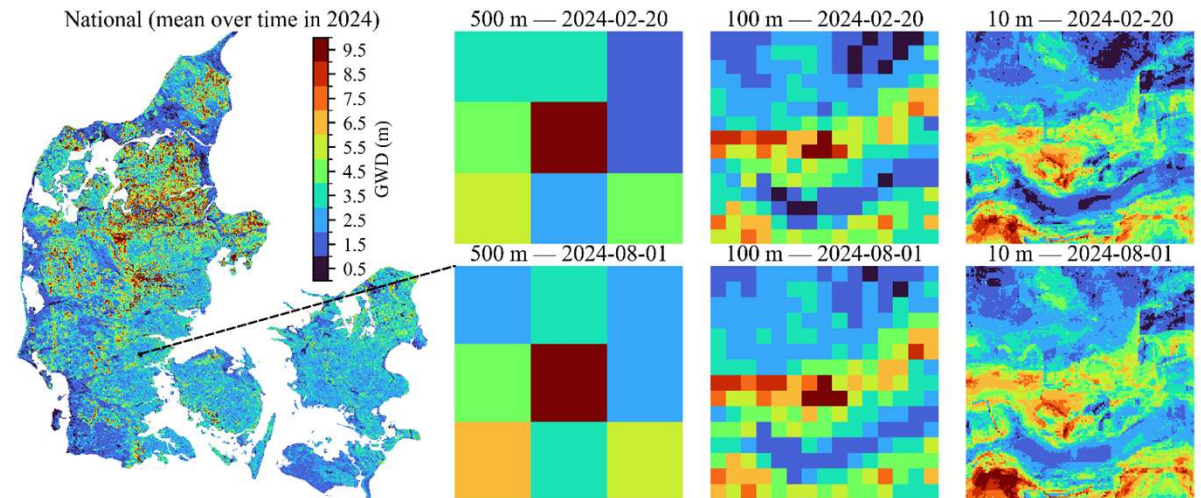 National (mean over time in 2024)
500 m — 2024-02-20
100 m — 2024-02-20
10 m — 2024-02-20
9.5
8.5
7.5
6.5
5.5
4.5
3.5
2.5
1.5
0.5
GWD (m)
500 m — 2024-08-01
100 m — 2024-08-01
10 m — 2024-08-01